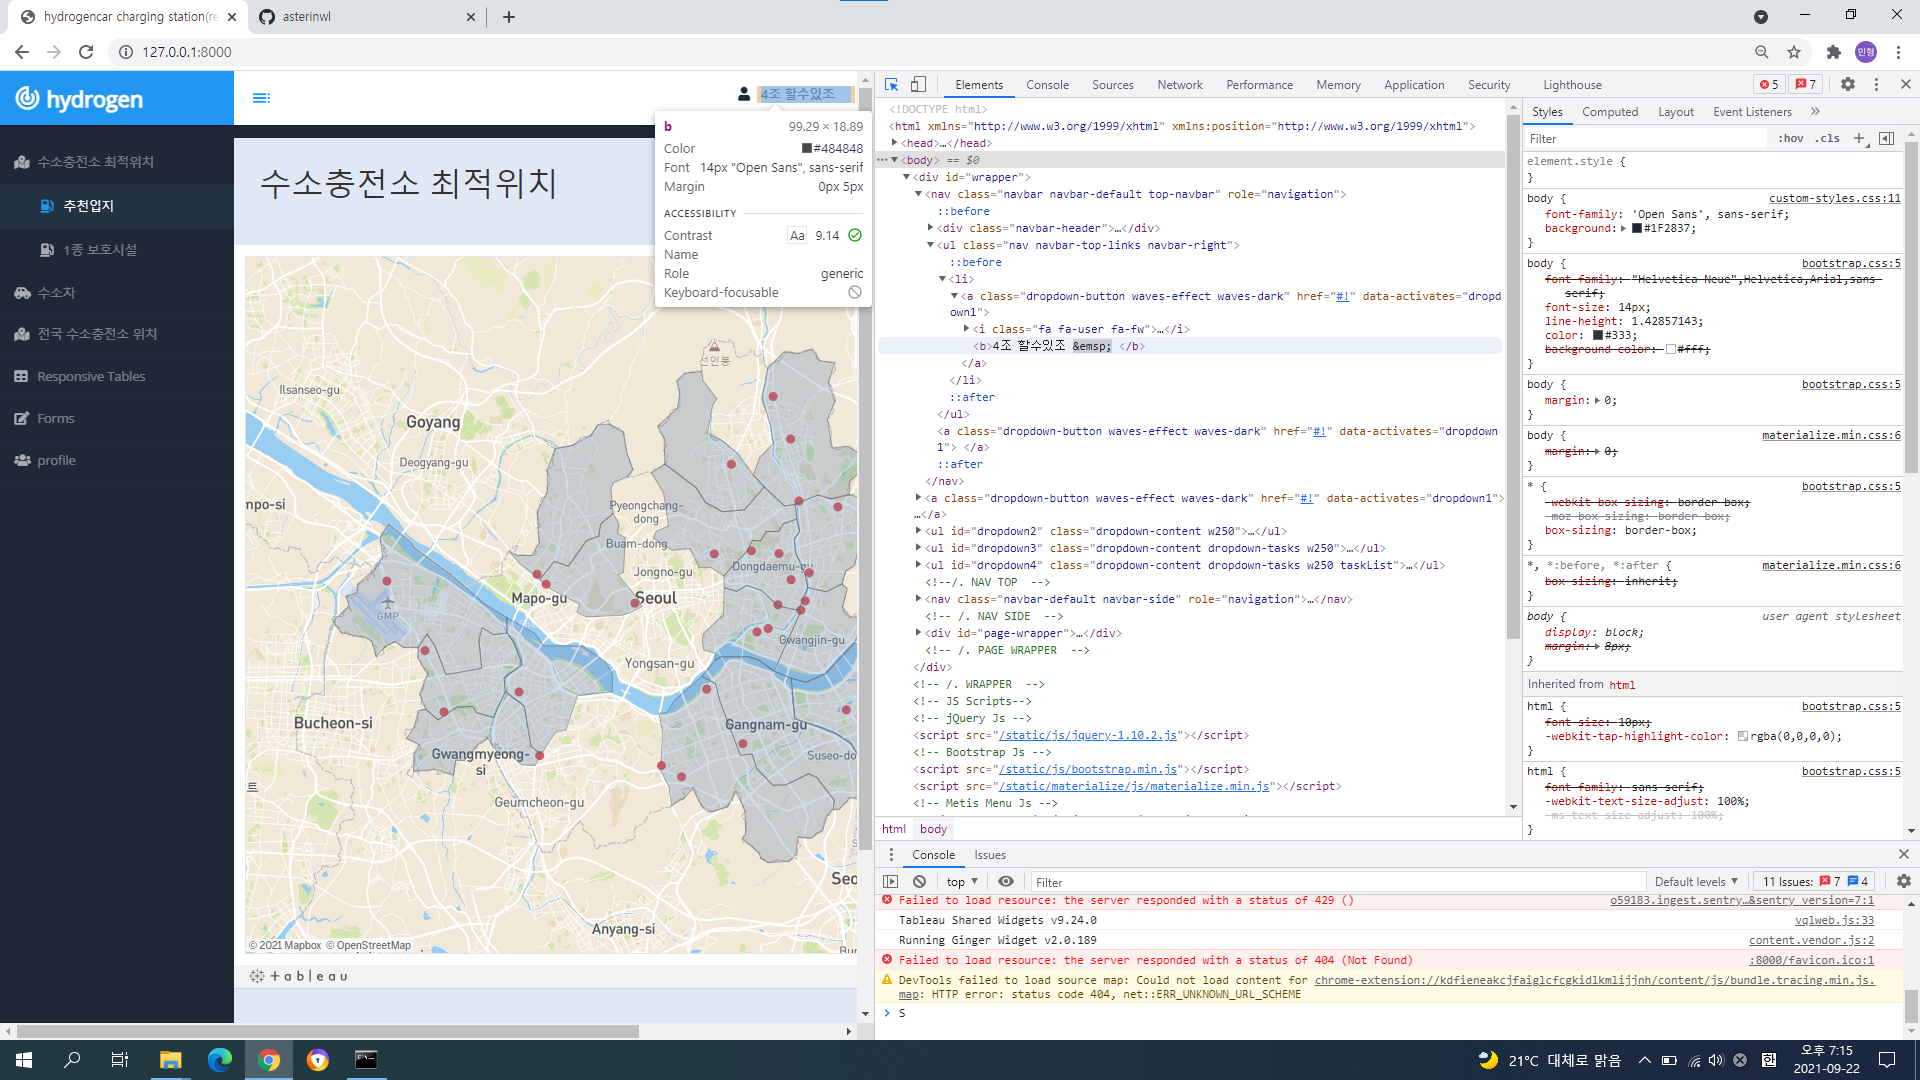 hydrogencar charging station(re
asterinwl
127.0.0.1:8000
민형
hydrogen
4조 할수있조
수소충전소 최적위치
추천입지
1종 보호시설
수소차
전국 수소충전소 위치
Responsive Tables
Forms
profile
수소충전소 최적위치
b 99.29 × 18.89
Color #484848
Font 14px "Open Sans", sans-serif
Margin 0px 5px
ACCESSIBILITY
Contrast Aa 9.14
Name
Role generic
Keyboard-focusable
선인봉
Ilsanseo-gu
Goyang
Deogyang-gu
mpo-si
Pyeongchang-
dong
Buam-dong
Dongdaemu-gu
Jongno-gu
Mapo-gu
Seoul
GMP
Gwangjin-gu
Yongsan-gu
Bucheon-si
Gangnam-gu
Gwangmyeong-
si
Suseo-do
트
Geumcheon-gu
Seo
Anyang-si
Bun
© 2021 Mapbox © OpenStreetMap
+ a b | e a u
Elements Console Sources Network Performance Memory Application Security Lighthouse 5 7
<!DOCTYPE html>
<html xmlns="http://www.w3.org/1999/xhtml" xmlns:position="http://www.w3.org/1999/xhtml">
<head>…</head>
<body> == $0
<div id="wrapper">
<nav class="navbar navbar-default top-navbar" role="navigation">
::before
<div class="navbar-header">…</div>
<ul class="nav navbar-top-links navbar-right">
::before
<li>
<a class="dropdown-button waves-effect waves-dark" href="#!" data-activates="dropd
own1">
<i class="fa fa-user fa-fw">…</i>
<b>4조 할수있조 &emsp; </b>
</a>
</li>
::after
</ul>
<a class="dropdown-button waves-effect waves-dark" href="#!" data-activates="dropdown
1"> </a>
::after
</nav>
<a class="dropdown-button waves-effect waves-dark" href="#!" data-activates="dropdown1">
…</a>
<ul id="dropdown2" class="dropdown-content w250">…</ul>
<ul id="dropdown3" class="dropdown-content dropdown-tasks w250">…</ul>
<ul id="dropdown4" class="dropdown-content dropdown-tasks w250 taskList">…</ul>
<!--/. NAV TOP -->
<nav class="navbar-default navbar-side" role="navigation">…</nav>
<!-- /. NAV SIDE -->
<div id="page-wrapper">…</div>
<!-- /. PAGE WRAPPER -->
</div>
<!-- /. WRAPPER -->
<!-- JS Scripts-->
<!-- jQuery Js -->
<script src="/static/js/jquery-1.10.2.js"></script>
<!-- Bootstrap Js -->
<script src="/static/js/bootstrap.min.js"></script>
<script src="/static/materialize/js/materialize.min.js"></script>
<!-- Metis Menu Js -->
html body
Styles Computed Layout Event Listeners »
Filter :hov .cls +
element.style {
}
body { custom-styles.css:11
font-family: 'Open Sans', sans-serif;
background: #1F2837;
}
body { bootstrap.css:5
font-family: "Helvetica Neue",Helvetica,Arial,sans-
serif;
font-size: 14px;
line-height: 1.42857143;
color: #333;
background-color: #fff;
}
body { bootstrap.css:5
margin: 0;
}
body { materialize.min.css:6
margin: 0;
}
* { bootstrap.css:5
-webkit-box-sizing: border-box;
-moz-box-sizing: border-box;
box-sizing: border-box;
}
*, *:before, *:after { materialize.min.css:6
box-sizing: inherit;
}
body { user agent stylesheet
display: block;
margin: 8px;
}
Inherited from html
html { bootstrap.css:5
font-size: 10px;
-webkit-tap-highlight-color: rgba(0,0,0,0);
}
html { bootstrap.css:5
font-family: sans-serif;
-webkit-text-size-adjust: 100%;
-ms-text-size-adjust: 100%;
}
Console Issues
top Filter Default levels 11 Issues: 7 4
Failed to load resource: the server responded with a status of 429 () o59183.ingest.sentry…&sentry_version=7:1
Tableau Shared Widgets v9.24.0 vqlweb.js:33
Running Ginger Widget v2.0.189 content.vendor.js:2
Failed to load resource: the server responded with a status of 404 (Not Found) :8000/favicon.ico:1
DevTools failed to load source map: Could not load content for chrome-extension://kdfieneakcjfaiglcfcgkidlkmlijjnh/content/js/bundle.tracing.min.js.
map: HTTP error: status code 404, net::ERR_UNKNOWN_URL_SCHEME
> S
21°C 대체로 맑음
한
오후 7:15
2021-09-22